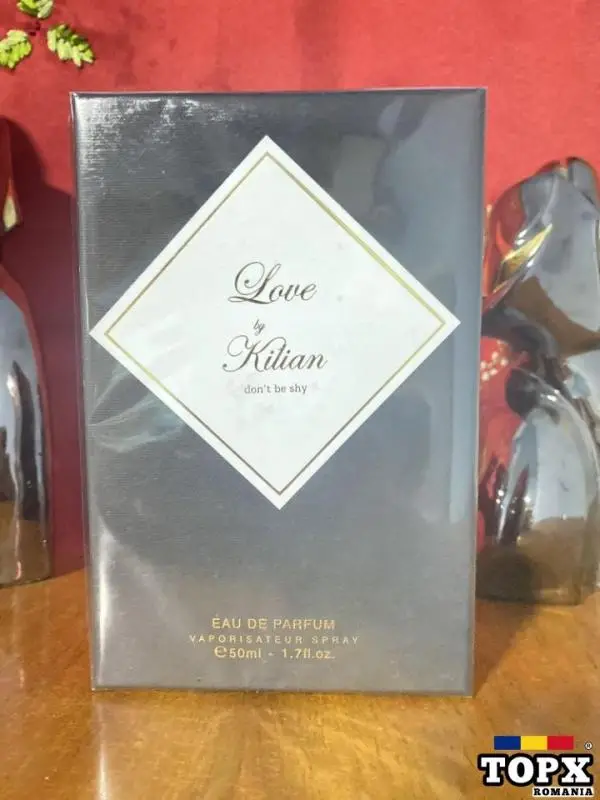 Love
by
Kilian
don't be shy
EAU DE PARFUM
VAPORISATEUR SPRAY
℮50ml - 1.7fl.oz.
®
TOPX
ROMANIA